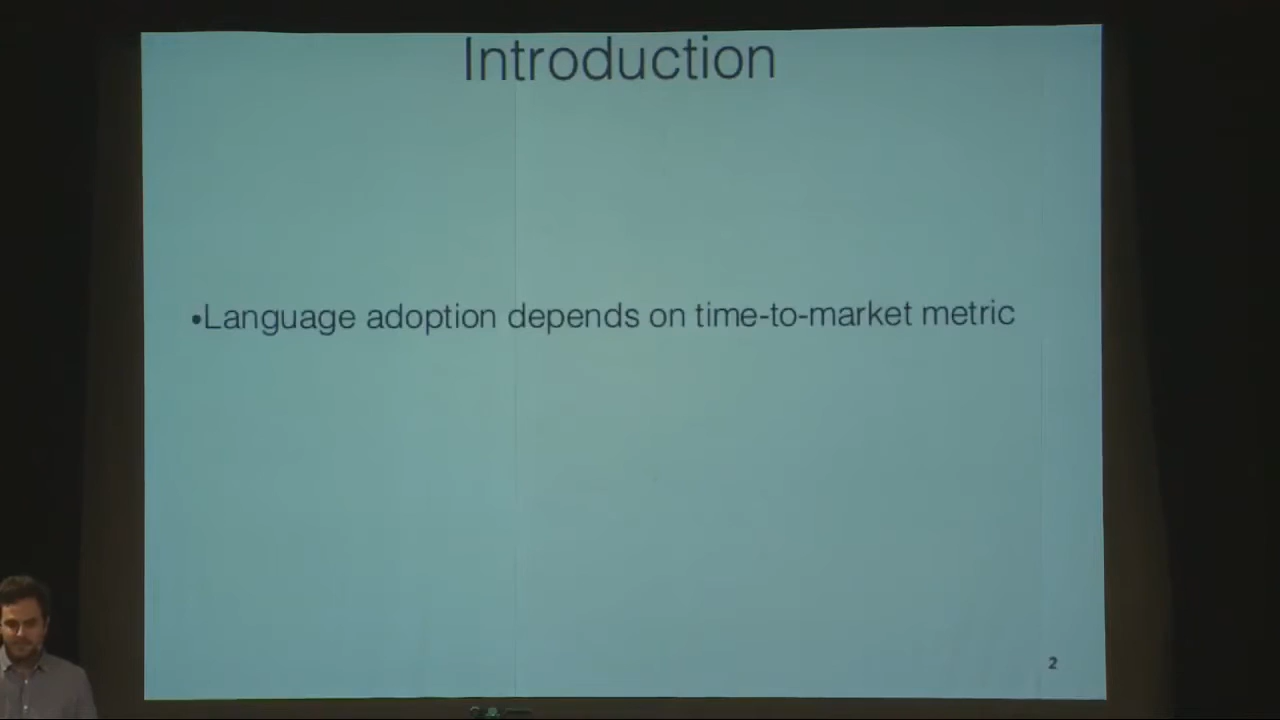 Introduction
•Language adoption depends on time-to-market metric
2